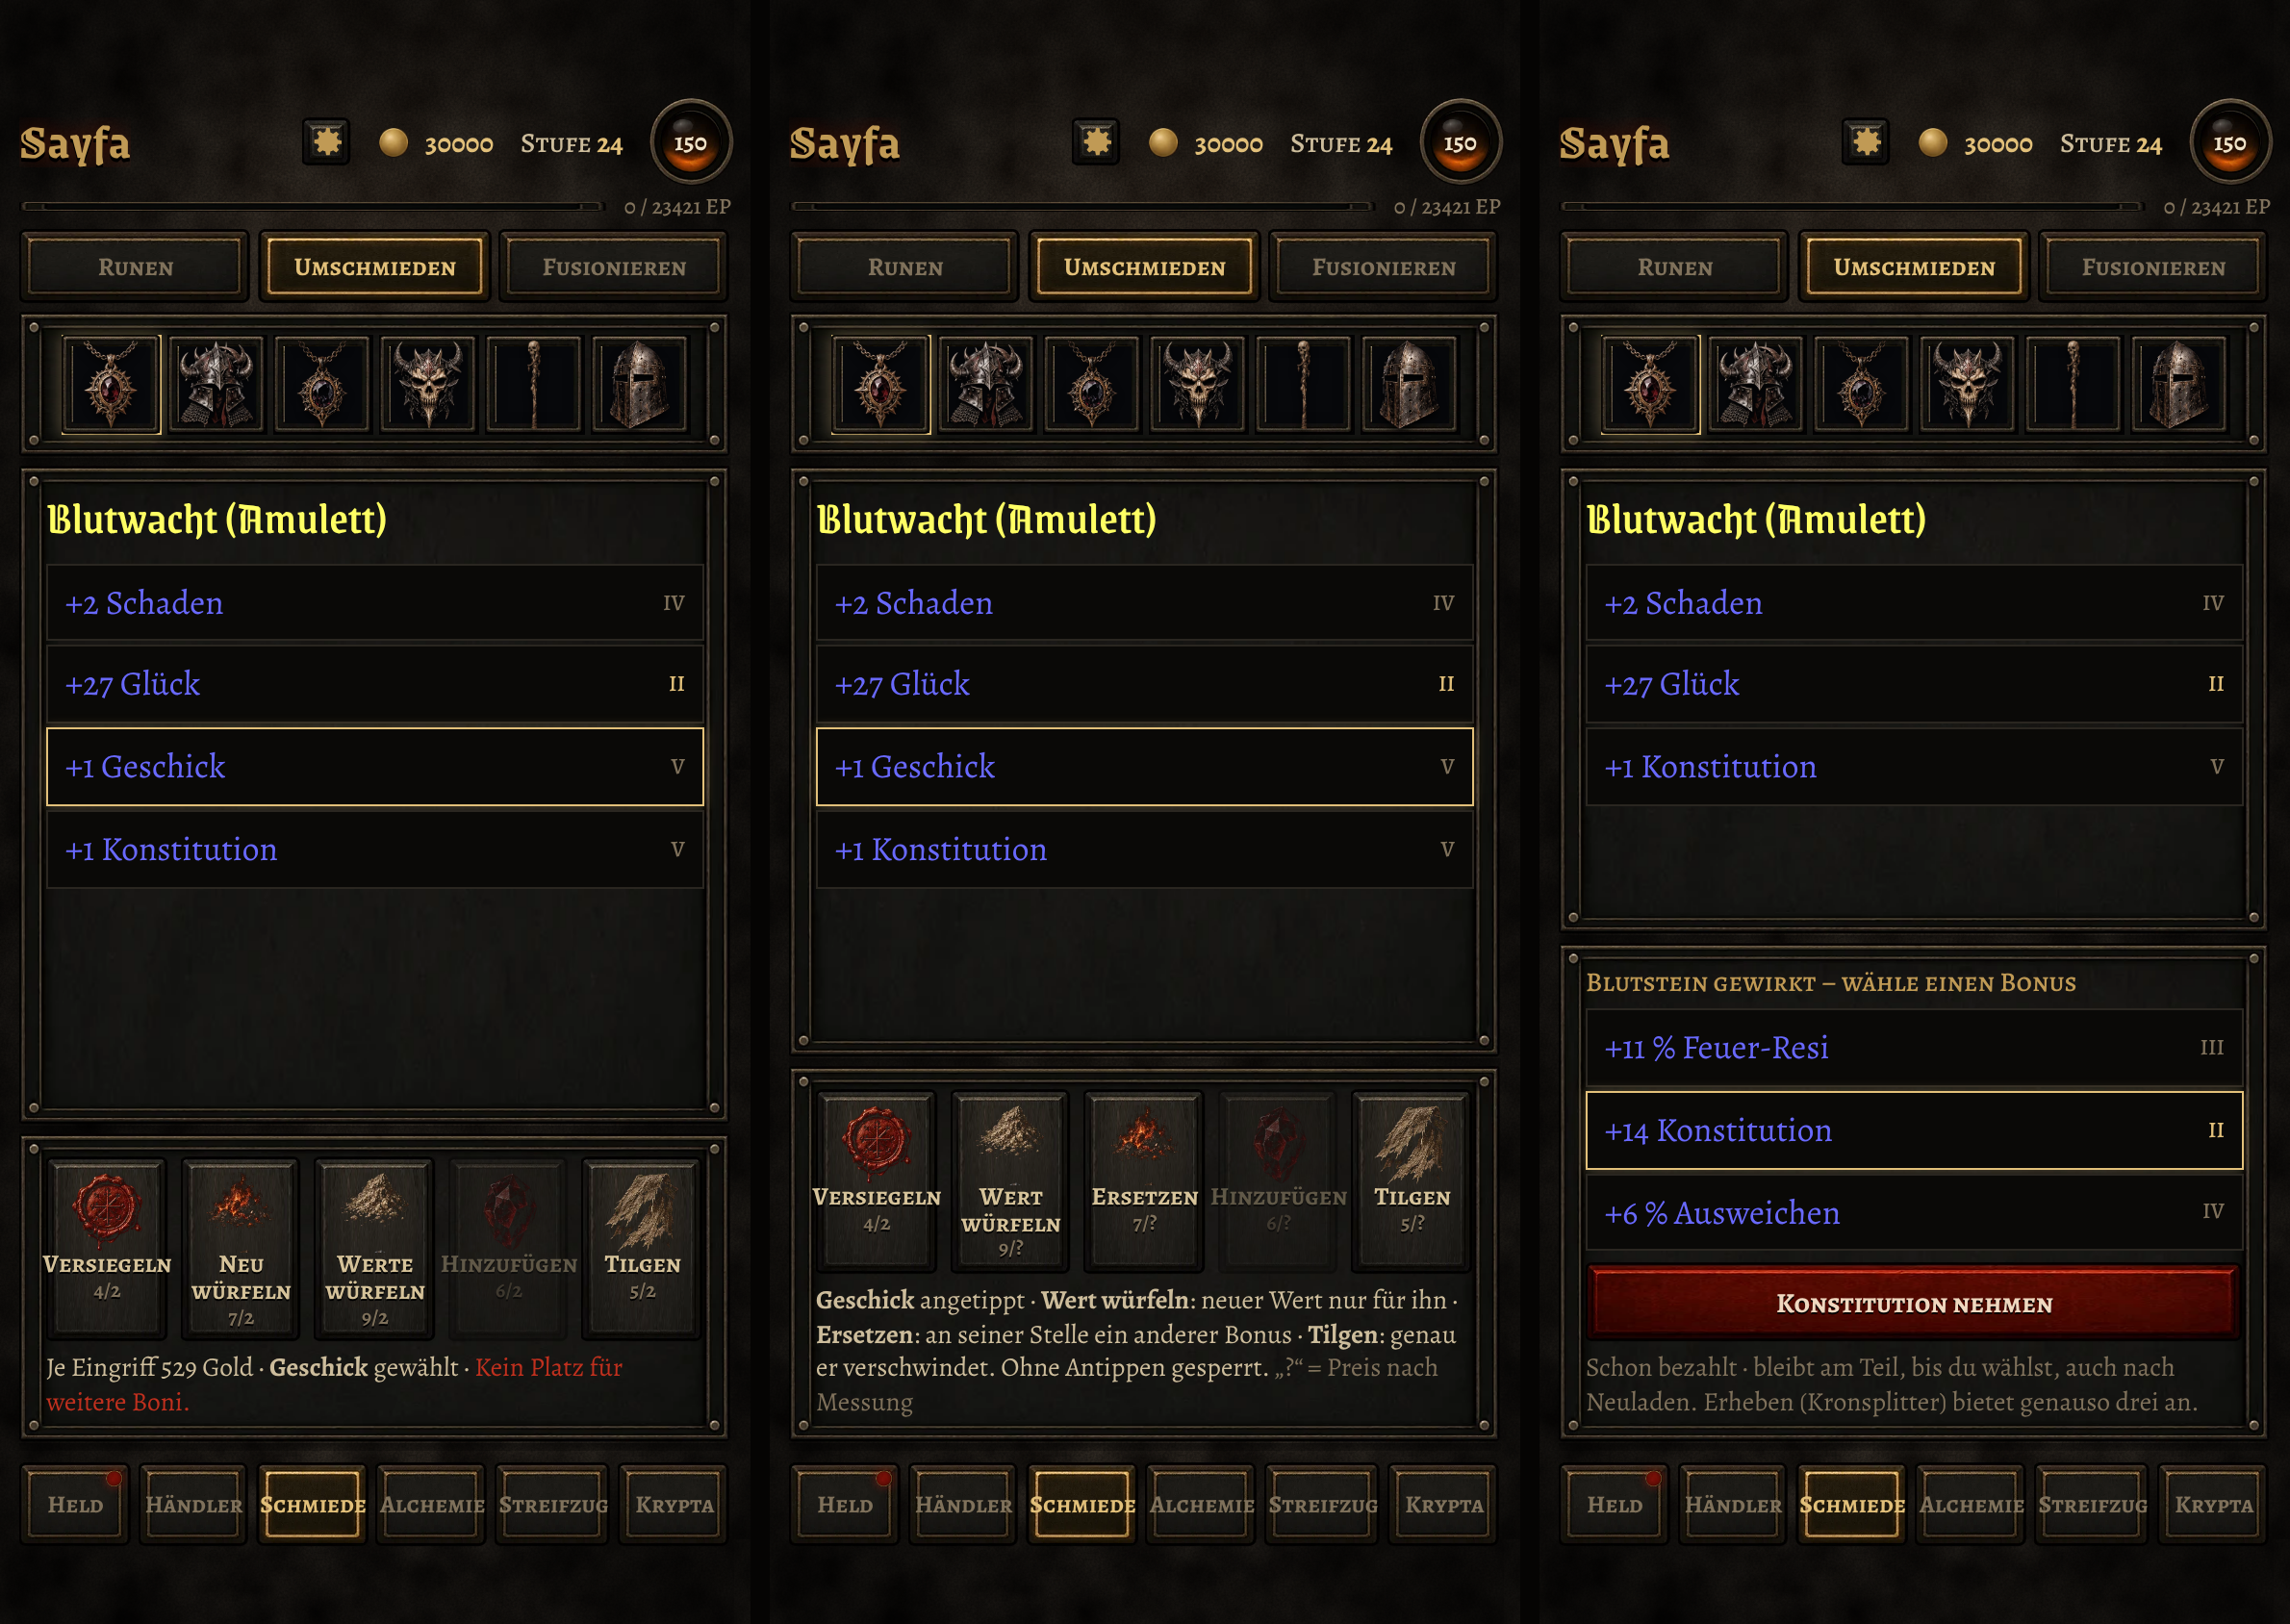 Sayfa 30000 Stufe 24 150
0 / 23421 EP
Runen Umschmieden Fusionieren
Blutwacht (Amulett)
+2 Schaden IV
+27 Glück II
+1 Geschick V
+1 Konstitution V
Versiegeln 4/2
Neu würfeln 7/2
Werte würfeln 9/2
Hinzufügen 6/2
Tilgen 5/2
Je Eingriff 529 Gold · Geschick gewählt · Kein Platz für
weitere Boni.
Held Händler Schmiede Alchemie Streifzug Krypta
Sayfa 30000 Stufe 24 150
0 / 23421 EP
Runen Umschmieden Fusionieren
Blutwacht (Amulett)
+2 Schaden IV
+27 Glück II
+1 Geschick V
+1 Konstitution V
Versiegeln 4/2
Wert würfeln 9/?
Ersetzen 7/?
Hinzufügen 6/?
Tilgen 5/?
Geschick angetippt · Wert würfeln: neuer Wert nur für ihn ·
Ersetzen: an seiner Stelle ein anderer Bonus · Tilgen: genau
er verschwindet. Ohne Antippen gesperrt. „?“ = Preis nach
Messung
Held Händler Schmiede Alchemie Streifzug Krypta
Sayfa 30000 Stufe 24 150
0 / 23421 EP
Runen Umschmieden Fusionieren
Blutwacht (Amulett)
+2 Schaden IV
+27 Glück II
+1 Konstitution V
Blutstein gewirkt – wähle einen Bonus
+11 % Feuer-Resi III
+14 Konstitution II
+6 % Ausweichen IV
Konstitution nehmen
Schon bezahlt · bleibt am Teil, bis du wählst, auch nach
Neuladen. Erheben (Kronsplitter) bietet genauso drei an.
Held Händler Schmiede Alchemie Streifzug Krypta